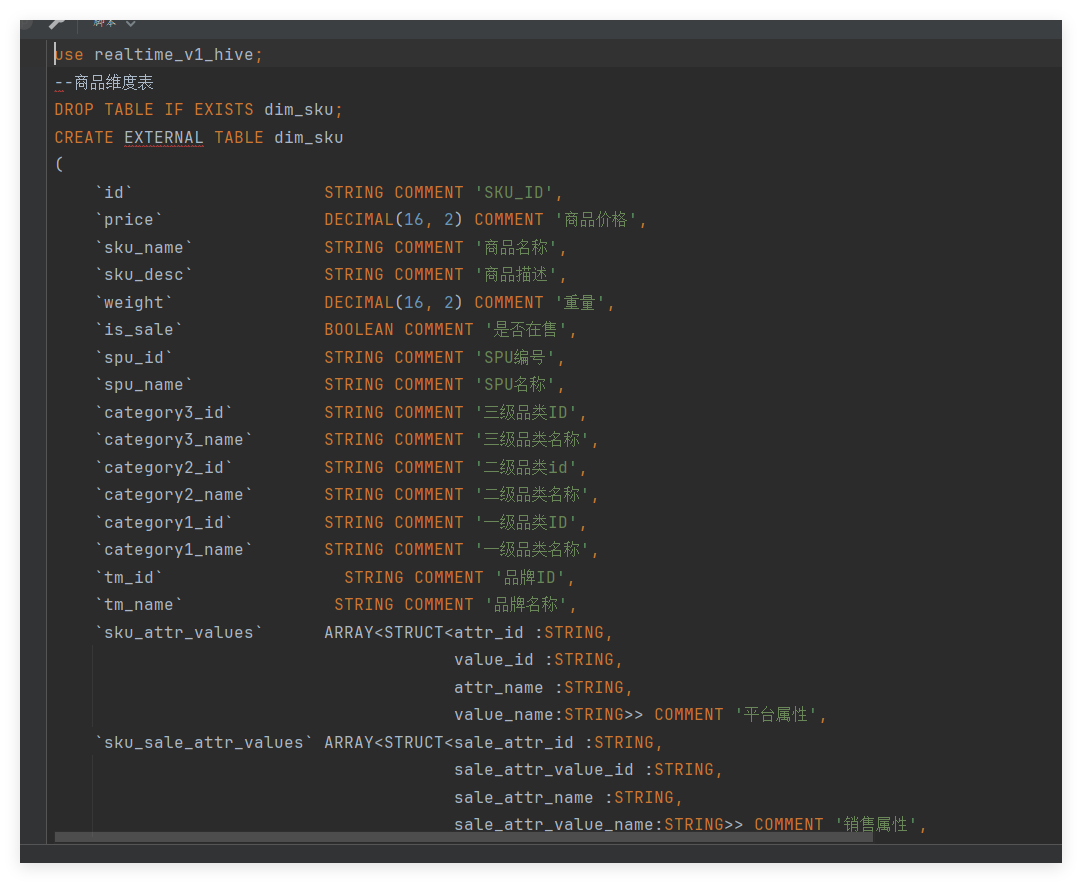 脚本
use realtime_v1_hive;
--商品维度表
DROP TABLE IF EXISTS dim_sku;
CREATE EXTERNAL TABLE dim_sku
(
    `id`                   STRING COMMENT 'SKU_ID',
    `price`                DECIMAL(16, 2) COMMENT '商品价格',
    `sku_name`             STRING COMMENT '商品名称',
    `sku_desc`             STRING COMMENT '商品描述',
    `weight`               DECIMAL(16, 2) COMMENT '重量',
    `is_sale`              BOOLEAN COMMENT '是否在售',
    `spu_id`               STRING COMMENT 'SPU编号',
    `spu_name`             STRING COMMENT 'SPU名称',
    `category3_id`         STRING COMMENT '三级品类ID',
    `category3_name`       STRING COMMENT '三级品类名称',
    `category2_id`         STRING COMMENT '二级品类id',
    `category2_name`       STRING COMMENT '二级品类名称',
    `category1_id`         STRING COMMENT '一级品类ID',
    `category1_name`       STRING COMMENT '一级品类名称',
    `tm_id`                  STRING COMMENT '品牌ID',
    `tm_name`               STRING COMMENT '品牌名称',
    `sku_attr_values`      ARRAY<STRUCT<attr_id :STRING,
                                        value_id :STRING,
                                        attr_name :STRING,
                                        value_name:STRING>> COMMENT '平台属性',
    `sku_sale_attr_values` ARRAY<STRUCT<sale_attr_id :STRING,
                                        sale_attr_value_id :STRING,
                                        sale_attr_name :STRING,
                                        sale_attr_value_name:STRING>> COMMENT '销售属性',